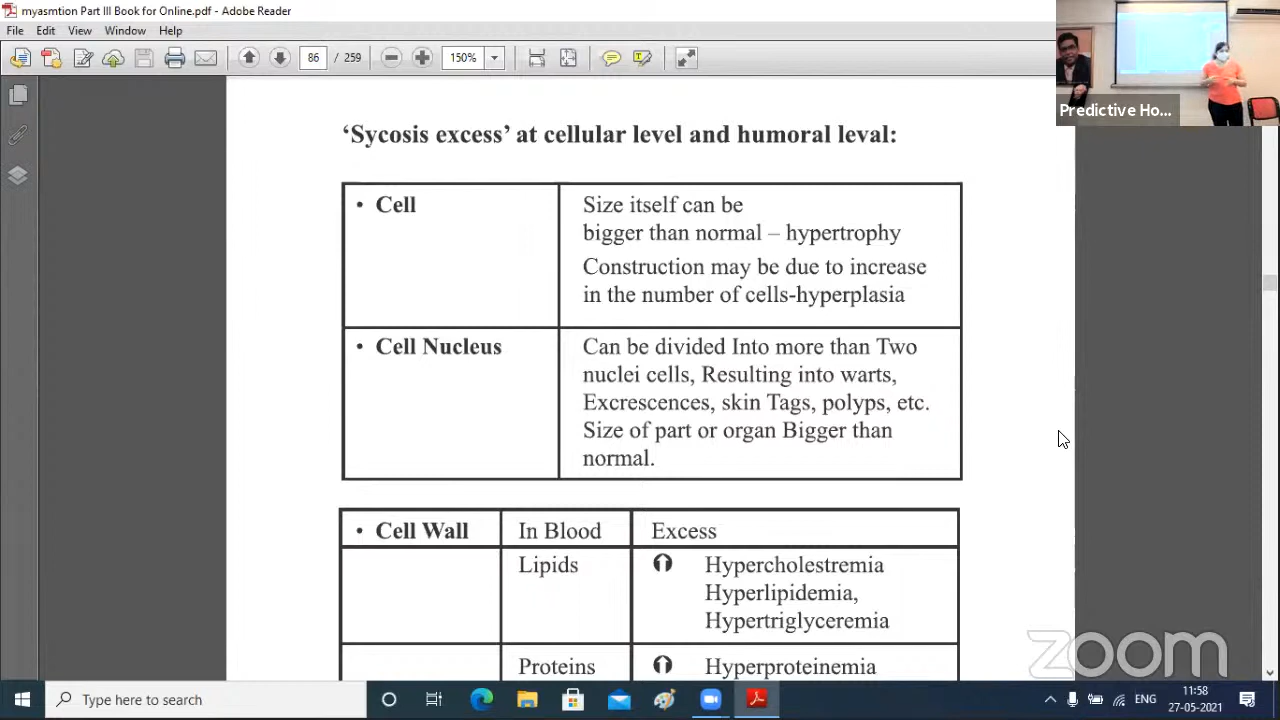 myasmtion Part III Book for Online.pdf - Adobe Reader
File Edit View Window Help
86 / 259 150%
Predictive Ho...
‘Sycosis excess’ at cellular level and humoral leval:
• Cell
Size itself can be
bigger than normal – hypertrophy
Construction may be due to increase
in the number of cells-hyperplasia
• Cell Nucleus
Can be divided Into more than Two
nuclei cells, Resulting into warts,
Excrescences, skin Tags, polyps, etc.
Size of part or organ Bigger than
normal.
• Cell Wall In Blood Excess
Lipids Hypercholestremia
Hyperlipidemia,
Hypertriglyceremia
Proteins Hyperproteinemia
zoom
Type here to search
ENG
11:58
27-05-2021